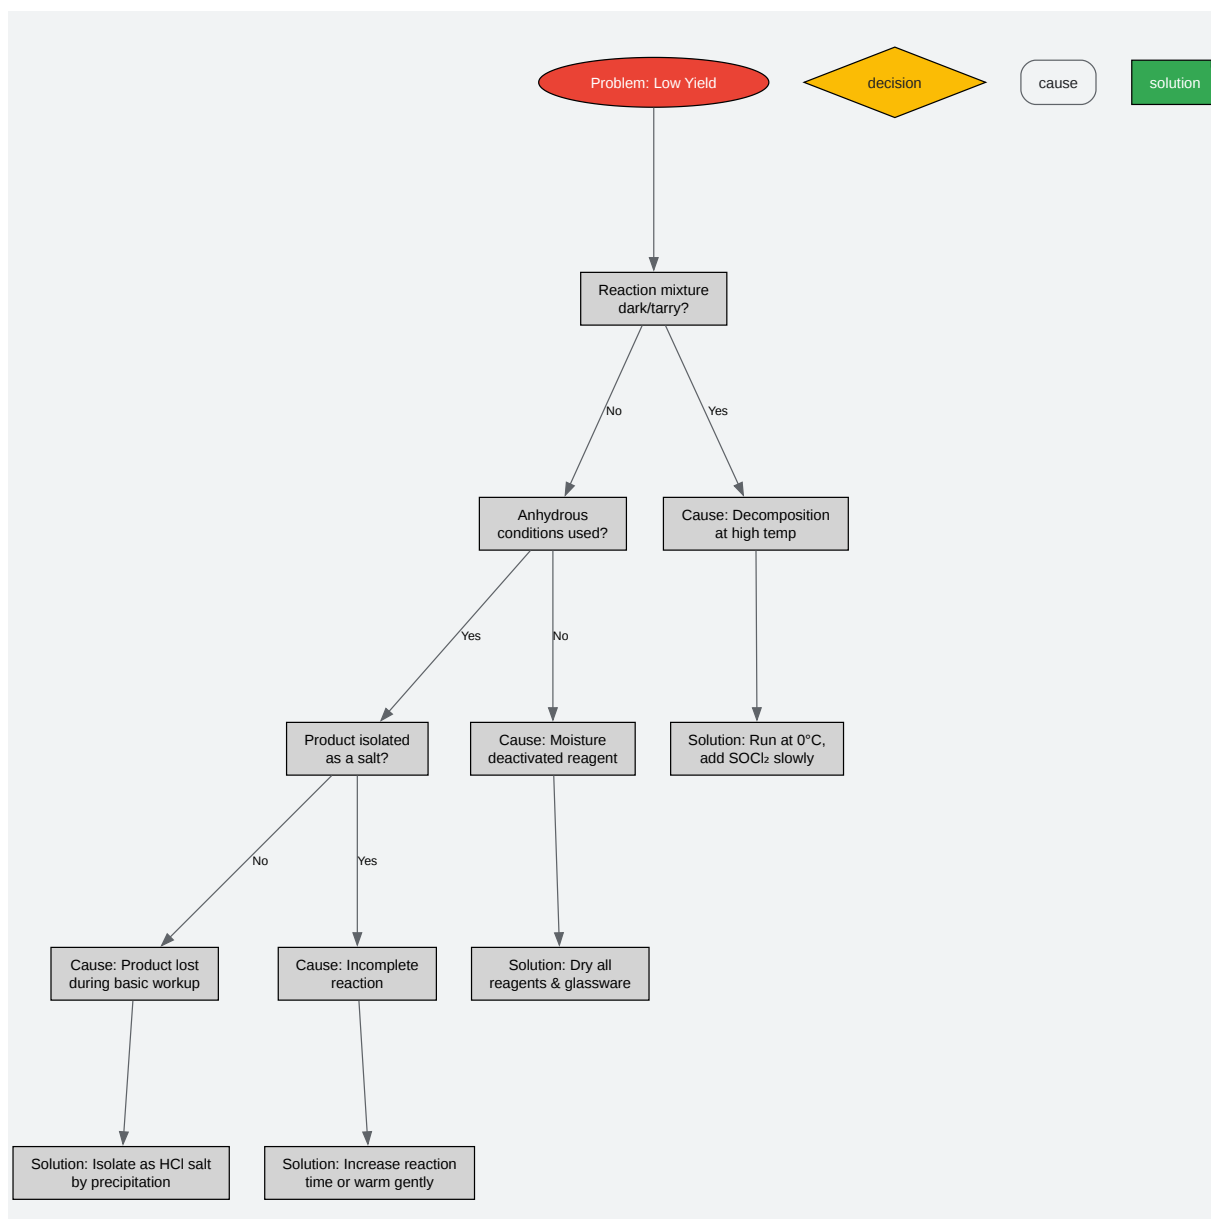 Problem: Low Yield
decision
cause
solution
Reaction mixture
dark/tarry?
No
Yes
Anhydrous
conditions used?
Cause: Decomposition
at high temp
Yes
No
Product isolated
as a salt?
Cause: Moisture
deactivated reagent
Solution: Run at 0°C,
add SOCl₂ slowly
No
Yes
Cause: Product lost
during basic workup
Cause: Incomplete
reaction
Solution: Dry all
reagents & glassware
Solution: Isolate as HCl salt
by precipitation
Solution: Increase reaction
time or warm gently